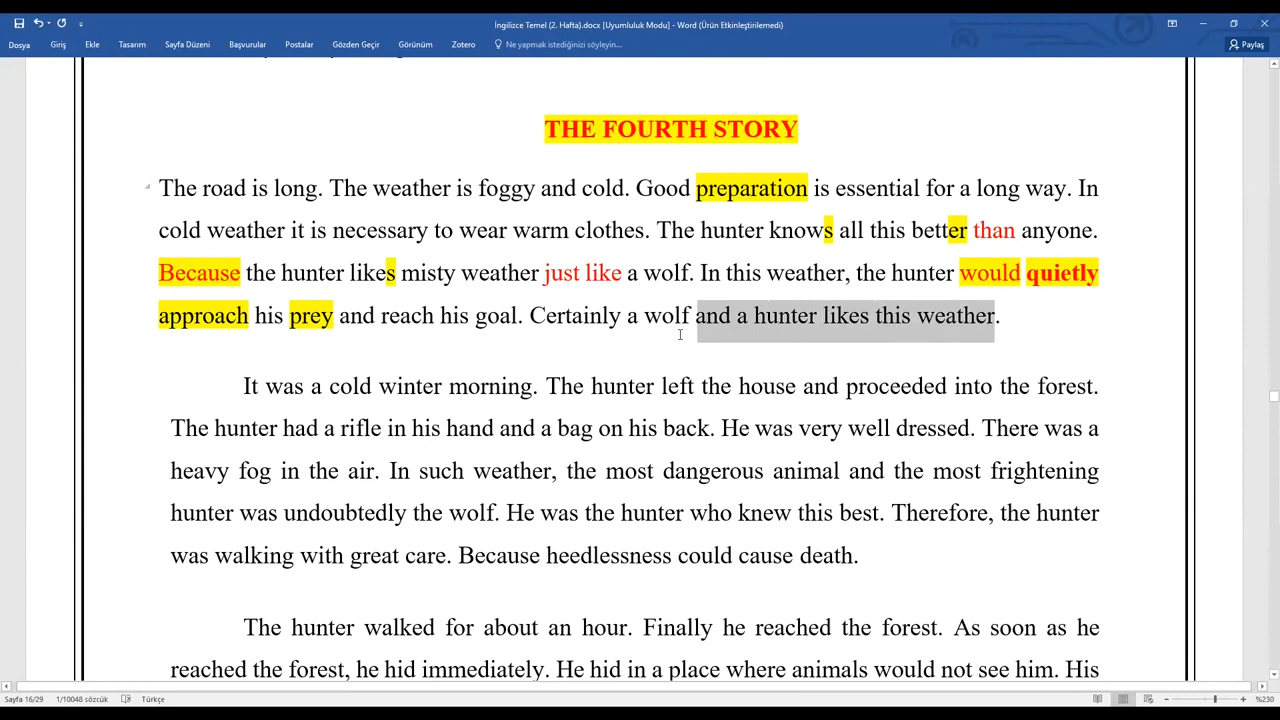 İngilizce Temel (2. Hafta).docx [Uyumluluk Modu] - Word (Ürün Etkinleştirilemedi)
Dosya Giriş Ekle Tasarım Sayfa Düzeni Başvurular Postalar Gözden Geçir Görünüm Zotero Ne yapmak istediğinizi söyleyin... Paylaş
THE FOURTH STORY
The road is long. The weather is foggy and cold. Good preparation is essential for a long way. In
cold weather it is necessary to wear warm clothes. The hunter knows all this better than anyone.
Because the hunter likes misty weather just like a wolf. In this weather, the hunter would quietly
approach his prey and reach his goal. Certainly a wolf and a hunter likes this weather.
It was a cold winter morning. The hunter left the house and proceeded into the forest.
The hunter had a rifle in his hand and a bag on his back. He was very well dressed. There was a
heavy fog in the air. In such weather, the most dangerous animal and the most frightening
hunter was undoubtedly the wolf. He was the hunter who knew this best. Therefore, the hunter
was walking with great care. Because heedlessness could cause death.
The hunter walked for about an hour. Finally he reached the forest. As soon as he
reached the forest, he hid immediately. He hid in a place where animals would not see him. His
Sayfa 16/29 1/10048 sözcük Türkçe %230